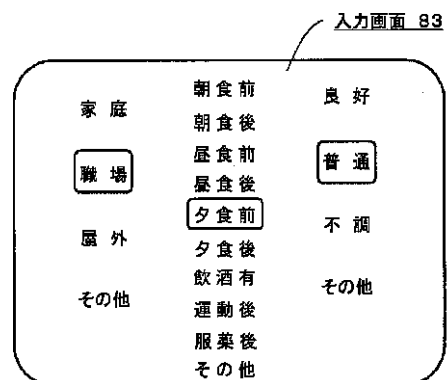 入力画面 83
家庭
職場
屋外
その他
朝食前
朝食後
昼食前
昼食後
夕食前
夕食後
飲酒有
運動後
服薬後
その他
良好
普通
不調
その他